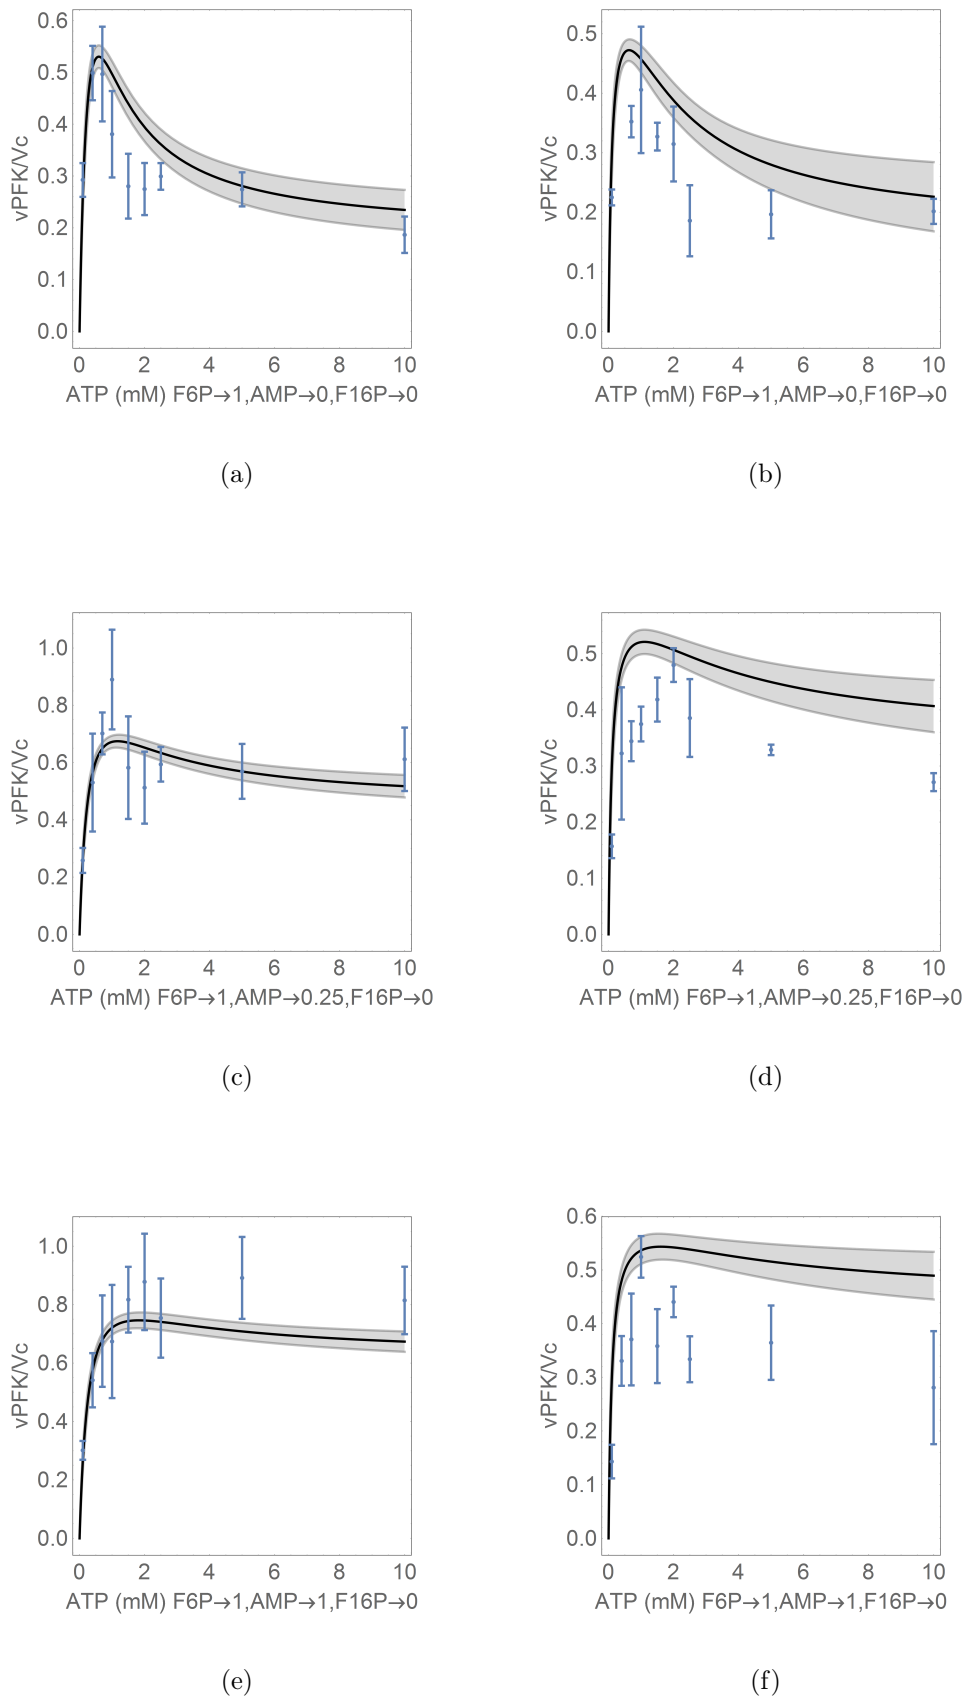 0.6
0.5
0.4
0.3
0.2
0.1
0.0
vPFK/Vc
0 2 4 6 8 10
ATP (mM) F6P→1,AMP→0,F16P→0
(a)
0.5
0.4
0.3
0.2
0.1
0.0
vPFK/Vc
0 2 4 6 8 10
ATP (mM) F6P→1,AMP→0,F16P→0
(b)
1.0
0.8
0.6
0.4
0.2
0.0
vPFK/Vc
0 2 4 6 8 10
ATP (mM) F6P→1,AMP→0.25,F16P→0
(c)
0.5
0.4
0.3
0.2
0.1
0.0
vPFK/Vc
0 2 4 6 8 10
ATP (mM) F6P→1,AMP→0.25,F16P→0
(d)
1.0
0.8
0.6
0.4
0.2
0.0
vPFK/Vc
0 2 4 6 8 10
ATP (mM) F6P→1,AMP→1,F16P→0
(e)
0.6
0.5
0.4
0.3
0.2
0.1
0.0
vPFK/Vc
0 2 4 6 8 10
ATP (mM) F6P→1,AMP→1,F16P→0
(f)